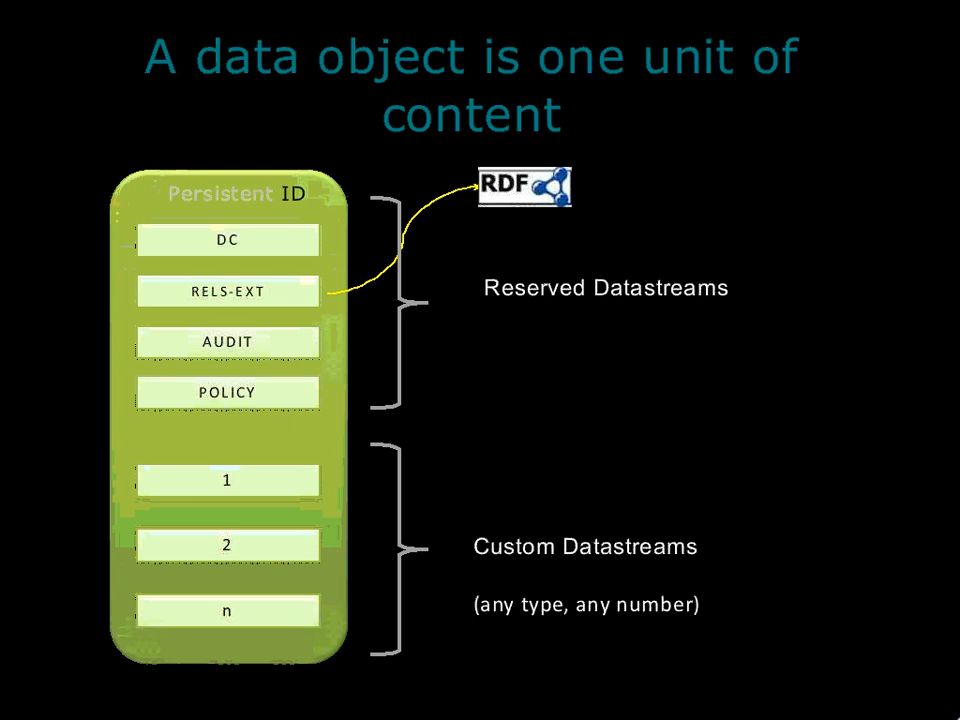 A data object is one unit of
content
Persistent ID
RDF
DC
RELS-EXT
Reserved Datastreams
AUDIT
POLICY
1
2
Custom Datastreams
(any type, any number)
n